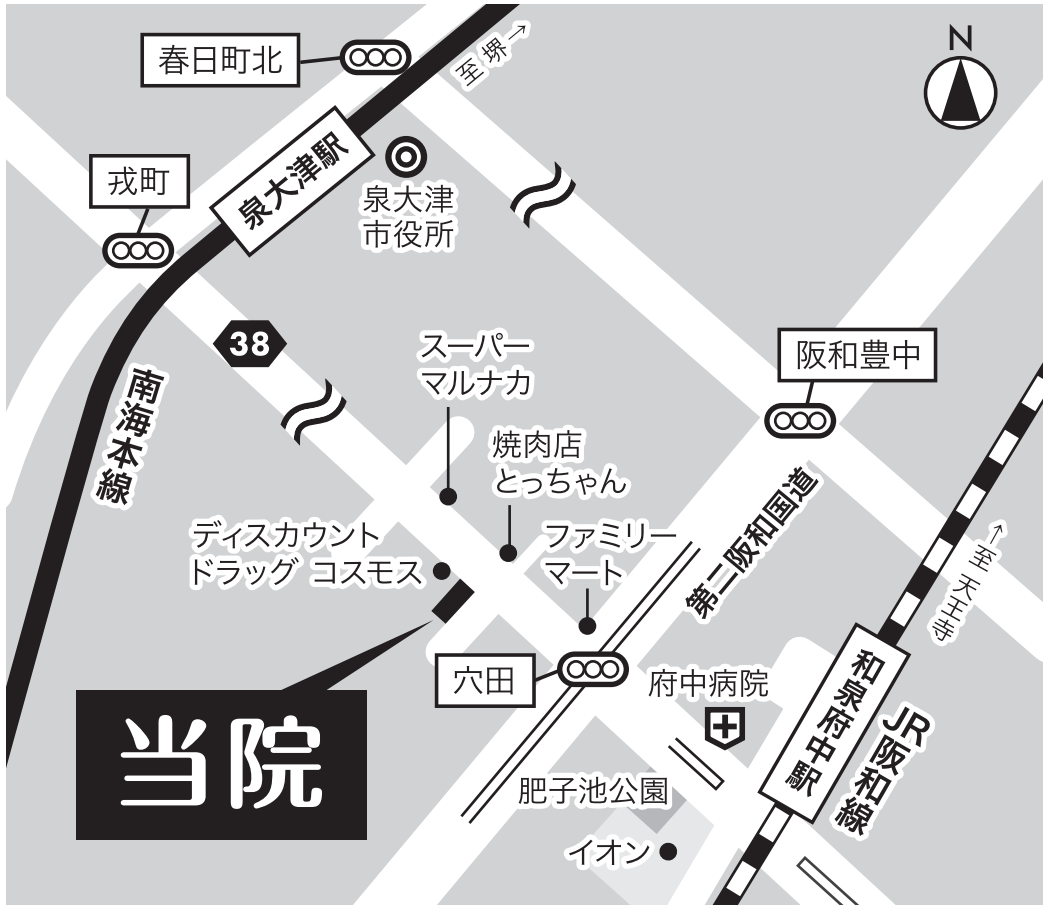 N
春日町北
至 堺→
戎町
泉大津駅
泉大津
市役所
38
スーパー
マルナカ
阪和豊中
南海本線
焼肉店
とっちゃん
ディスカウント
ドラッグ コスモス
ファミリー
マート
第二阪和国道
←至 天王寺
穴田
府中病院
和泉府中駅
JR阪和線
当院
肥子池公園
イオン